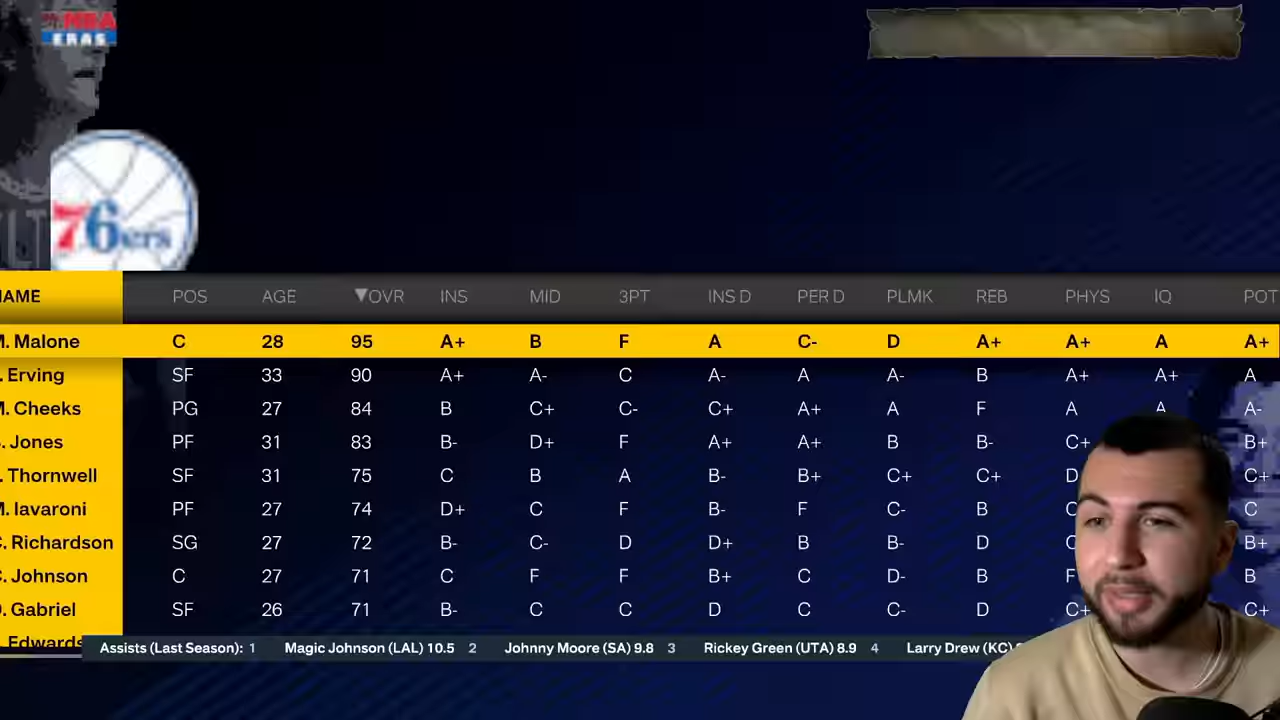 NBA
ERAS
76ers
NAME POS AGE ▼OVR INS MID 3PT INS D PER D PLMK REB PHYS IQ POT
M. Malone C 28 95 A+ B F A C- D A+ A+ A A+
. Erving SF 33 90 A+ A- C A- A A- B A+ A+ A
M. Cheeks PG 27 84 B C+ C- C+ A+ A F A A A-
. Jones PF 31 83 B- D+ F A+ A+ B B- C+ B+
. Thornwell SF 31 75 C B A B- B+ C+ C+ D C+
M. Iavaroni PF 27 74 D+ C F B- F C- B C C
C. Richardson SG 27 72 B- C- D D+ B B- D C B+
C. Johnson C 27 71 C F F B+ C D- B F B
. Gabriel SF 26 71 B- C C D C C- D C+ C+
. Edwards
Assists (Last Season): 1 Magic Johnson (LAL) 10.5 2 Johnny Moore (SA) 9.8 3 Rickey Green (UTA) 8.9 4 Larry Drew (KC)